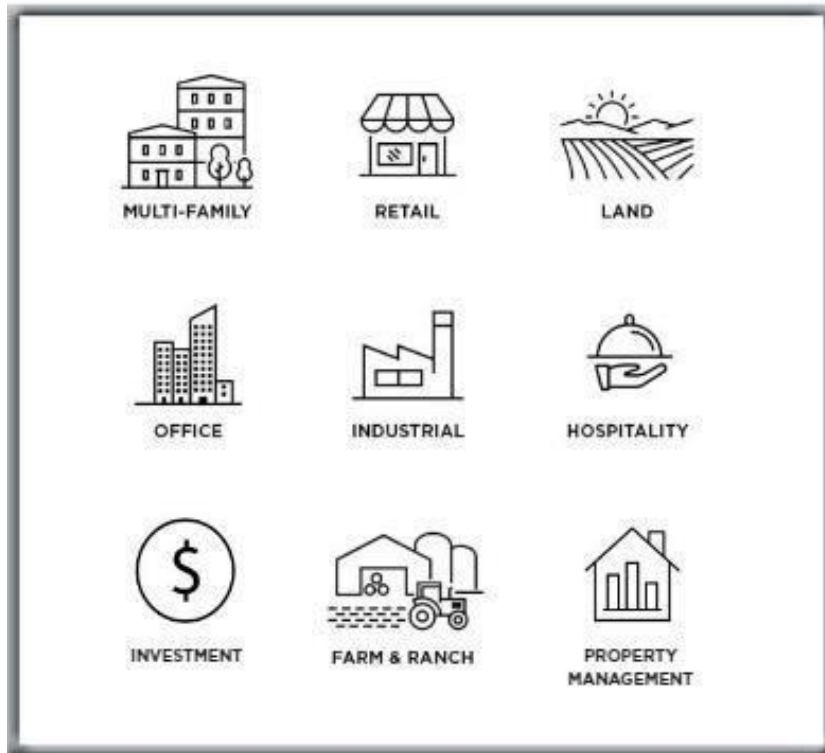 MULTI-FAMILY
RETAIL
LAND
OFFICE
INDUSTRIAL
HOSPITALITY
$
INVESTMENT
FARM & RANCH
PROPERTY
MANAGEMENT